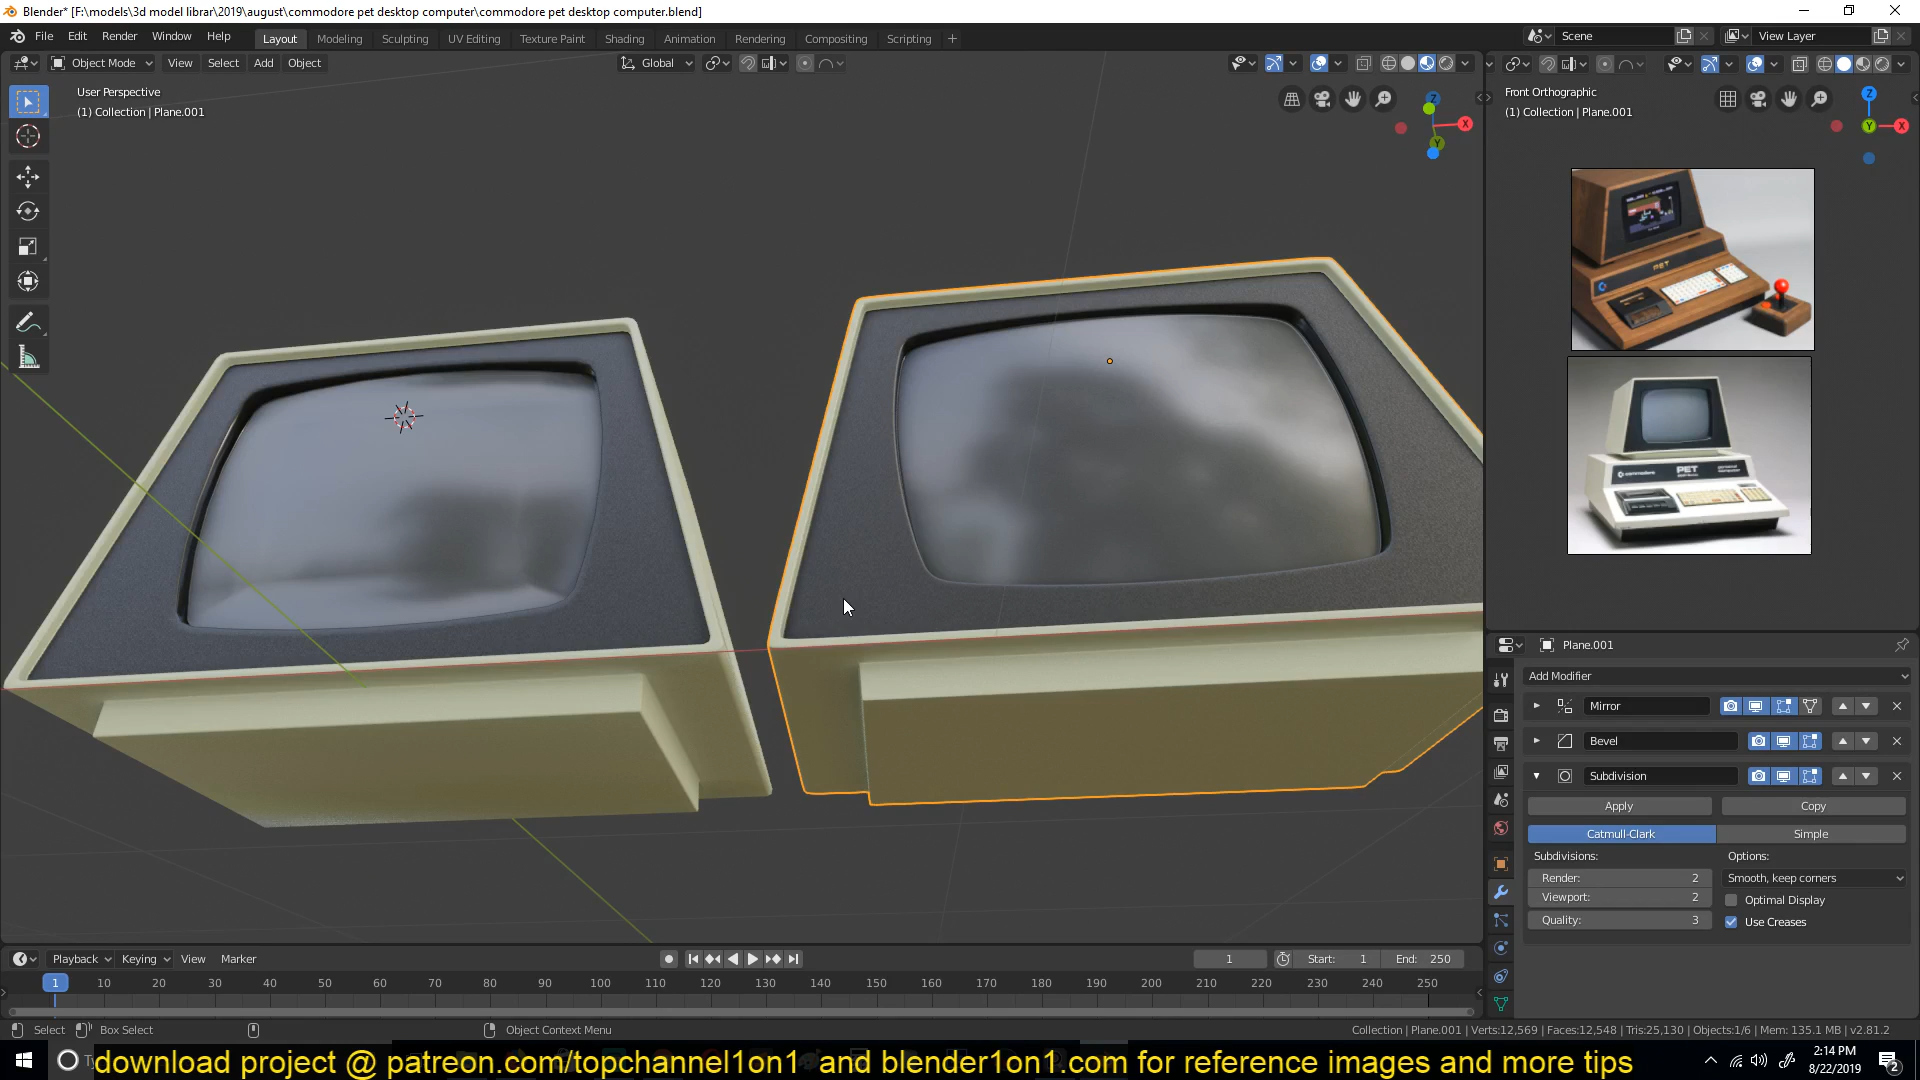 Blender* [F:\models\3d model librar\2019\august\commodore pet desktop computer\commodore pet desktop computer.blend]
File Edit Render Window Help
Layout Modeling Sculpting UV Editing Texture Paint Shading Animation Rendering Compositing Scripting +
Scene
View Layer
Object Mode View Select Add Object
Global
User Perspective
(1) Collection | Plane.001
Z
X
Y
Front Orthographic
(1) Collection | Plane.001
Z
X
Y
PET
commodore
PET
Plane.001
Add Modifier
Mirror
Bevel
Subdivision
Apply Copy
Catmull-Clark Simple
Subdivisions: Options:
Render: 2 Smooth, keep corners
Viewport: 2 Optimal Display
Quality: 3 Use Creases
Playback Keying View Marker
1 Start: 1 End: 250
1 10 20 30 40 50 60 70 80 90 100 110 120 130 140 150 160 170 180 190 200 210 220 230 240 250
Select Box Select Object Context Menu
Collection | Plane.001 | Verts:12,569 | Faces:12,548 | Tris:25,130 | Objects:1/6 | Mem: 135.1 MB | v2.81.2
download project @ patreon.com/topchannel1on1 and blender1on1.com for reference images and more tips
2:14 PM
8/22/2019
2